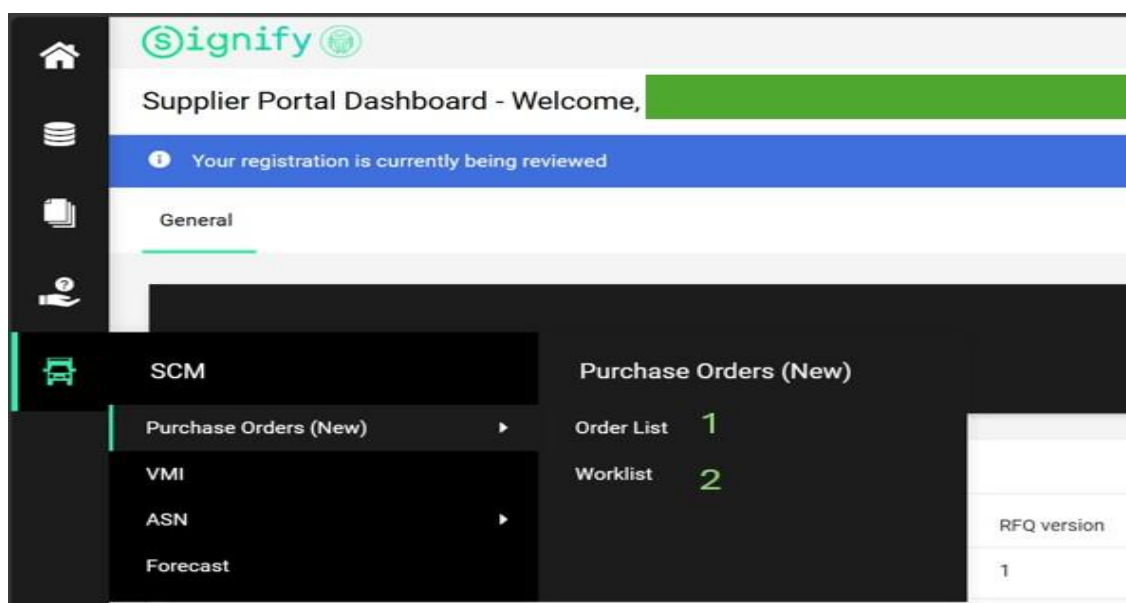 Signify
Supplier Portal Dashboard - Welcome,
Your registration is currently being reviewed
General
SCM
Purchase Orders (New)
VMI
ASN
Forecast
Purchase Orders (New)
Order List 1
Worklist 2
RFQ version
1